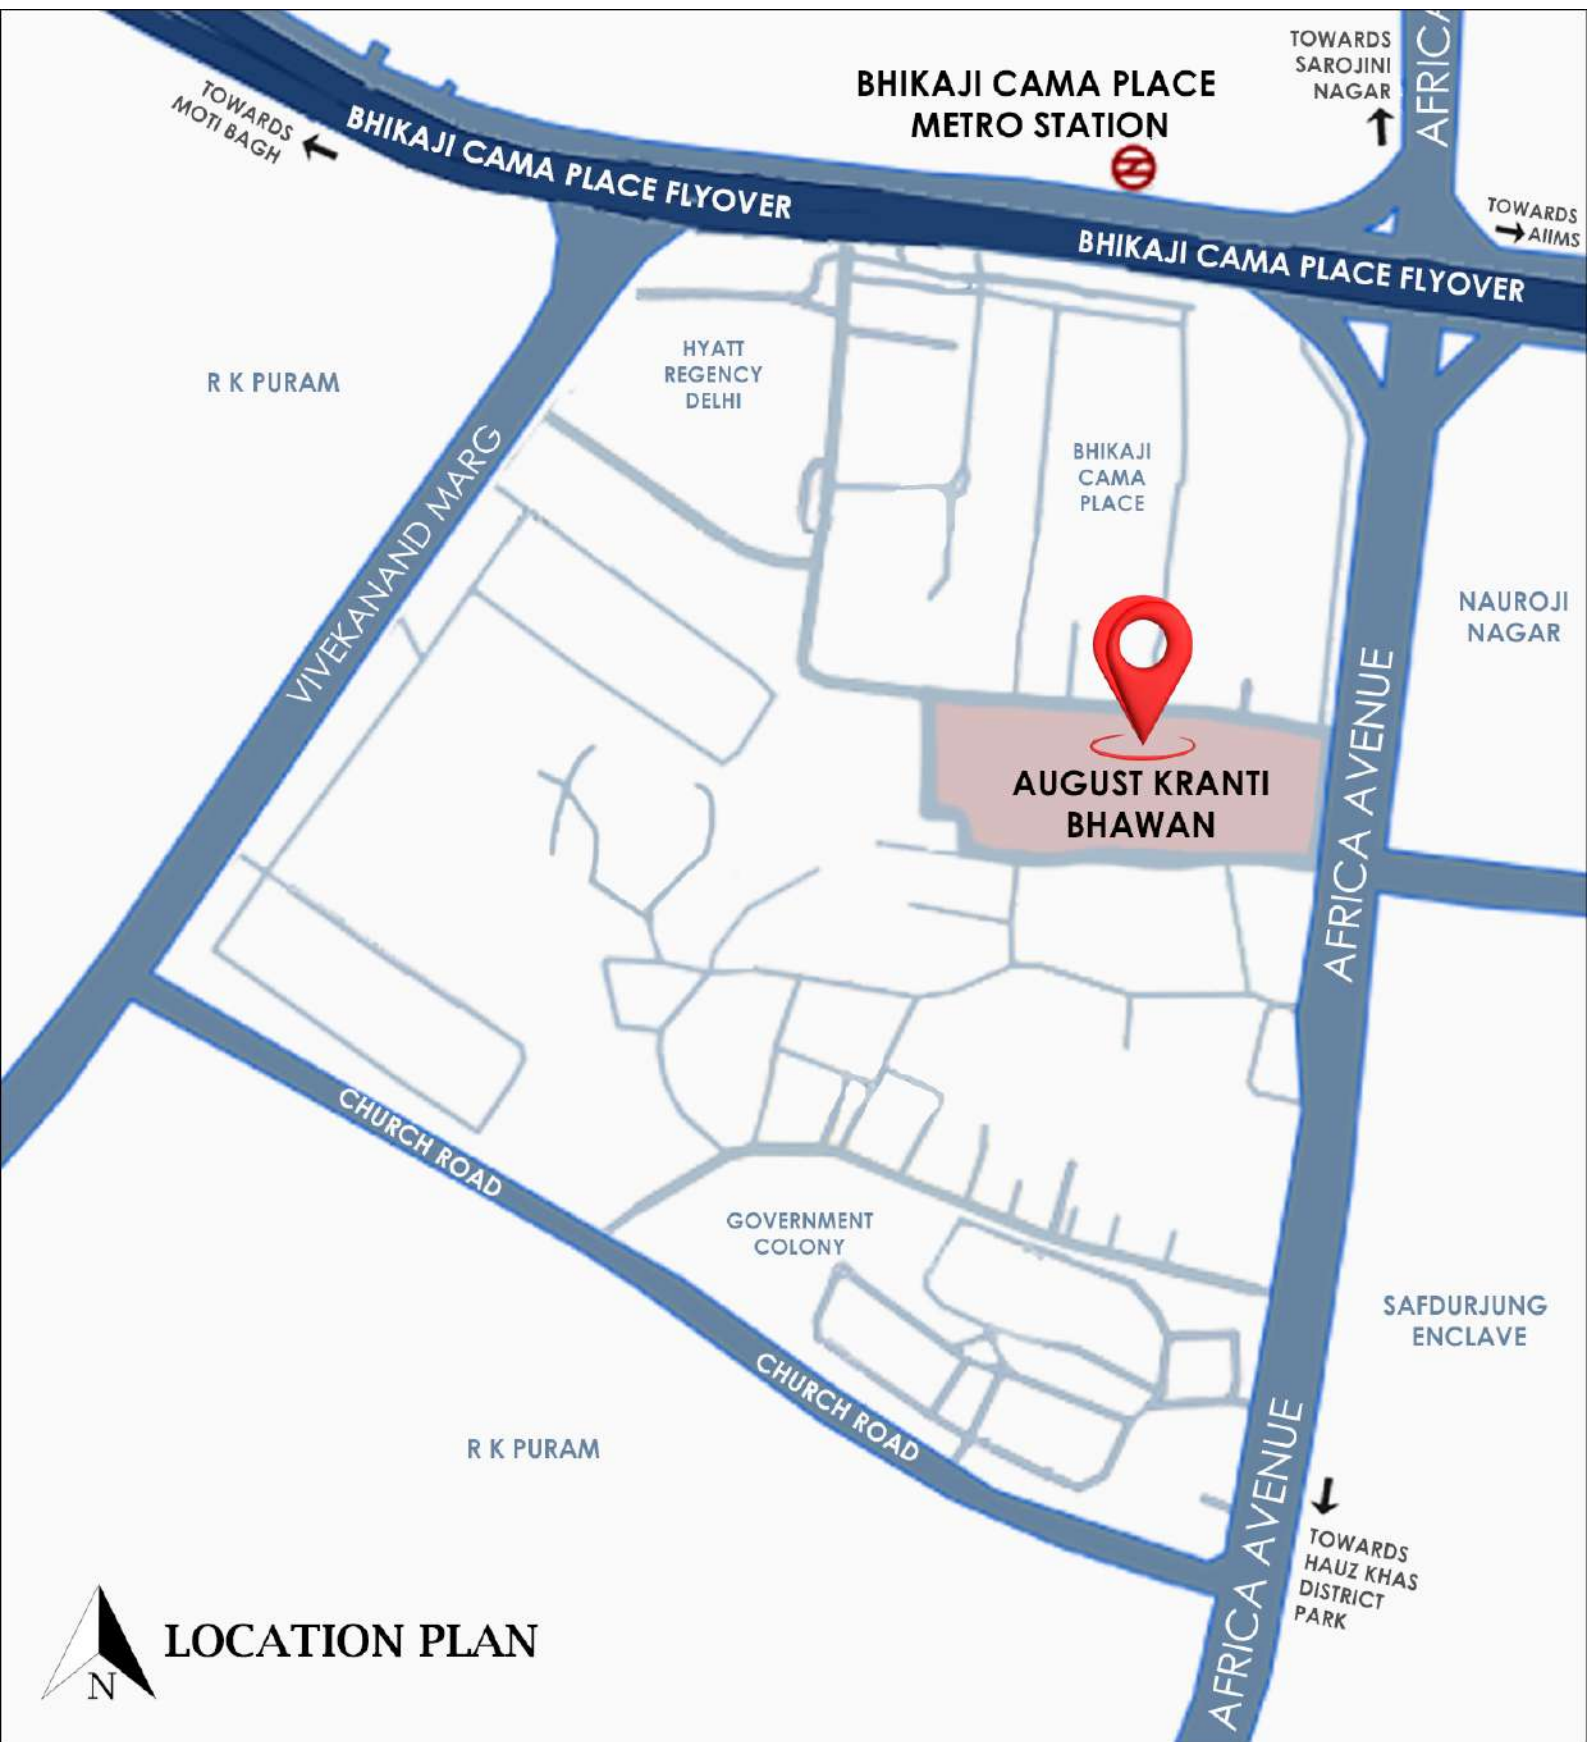 TOWARDS
SAROJINI
NAGAR
AFRICA
BHIKAJI CAMA PLACE
METRO STATION
TOWARDS
MOTI BAGH
BHIKAJI CAMA PLACE FLYOVER
TOWARDS
AIIMS
BHIKAJI CAMA PLACE FLYOVER
HYATT
REGENCY
DELHI
R K PURAM
BHIKAJI
CAMA
PLACE
VIVEKANAND MARG
NAUROJI
NAGAR
AUGUST KRANTI
BHAWAN
AFRICA AVENUE
CHURCH ROAD
GOVERNMENT
COLONY
SAFDURJUNG
ENCLAVE
CHURCH ROAD
R K PURAM
AFRICA AVENUE
TOWARDS
HAUZ KHAS
DISTRICT
PARK
LOCATION PLAN
N